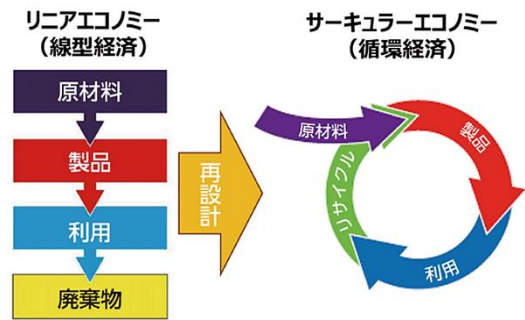 リニアエコノミー
（線型経済）
原材料
製品
利用
廃棄物
再設計
サーキュラーエコノミー
（循環経済）
原材料
製品
利用
リサイクル